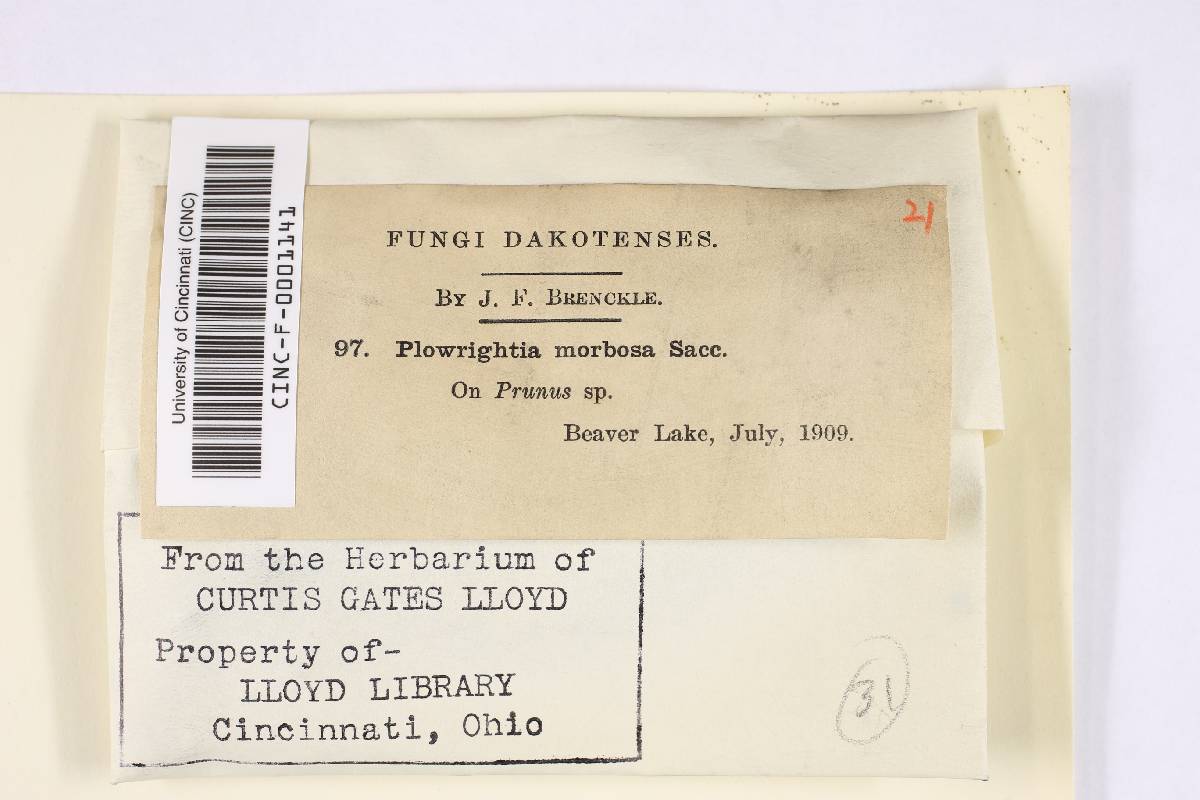 University of Cincinnati (CINC)
CINC-F-0001141
21
FUNGI DAKOTENSES.
By J. F. Brenckle.
97. Plowrightia morbosa Sacc.
On Prunus sp.
Beaver Lake, July, 1909.
From the Herbarium of
CURTIS GATES LLOYD
Property of-
LLOYD LIBRARY
Cincinnati, Ohio
31